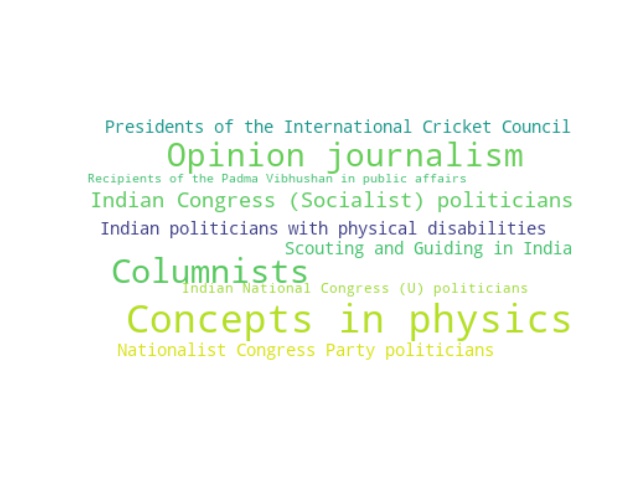 Presidents of the International Cricket Council
Opinion journalism
Recipients of the Padma Vibhushan in public affairs
Indian Congress (Socialist) politicians
Indian politicians with physical disabilities
Scouting and Guiding in India
Columnists
Indian National Congress (U) politicians
Concepts in physics
Nationalist Congress Party politicians